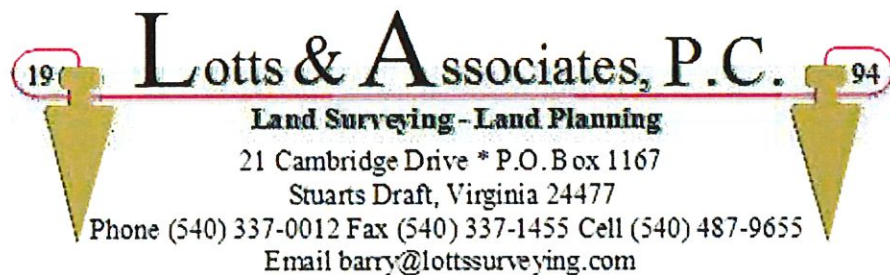 19 Lotts & Associates, P.C. 94
Land Surveying - Land Planning
21 Cambridge Drive * P.O. Box 1167
Stuarts Draft, Virginia 24477
Phone (540) 337-0012 Fax (540) 337-1455 Cell (540) 487-9655
Email barry@lottssurveying.com